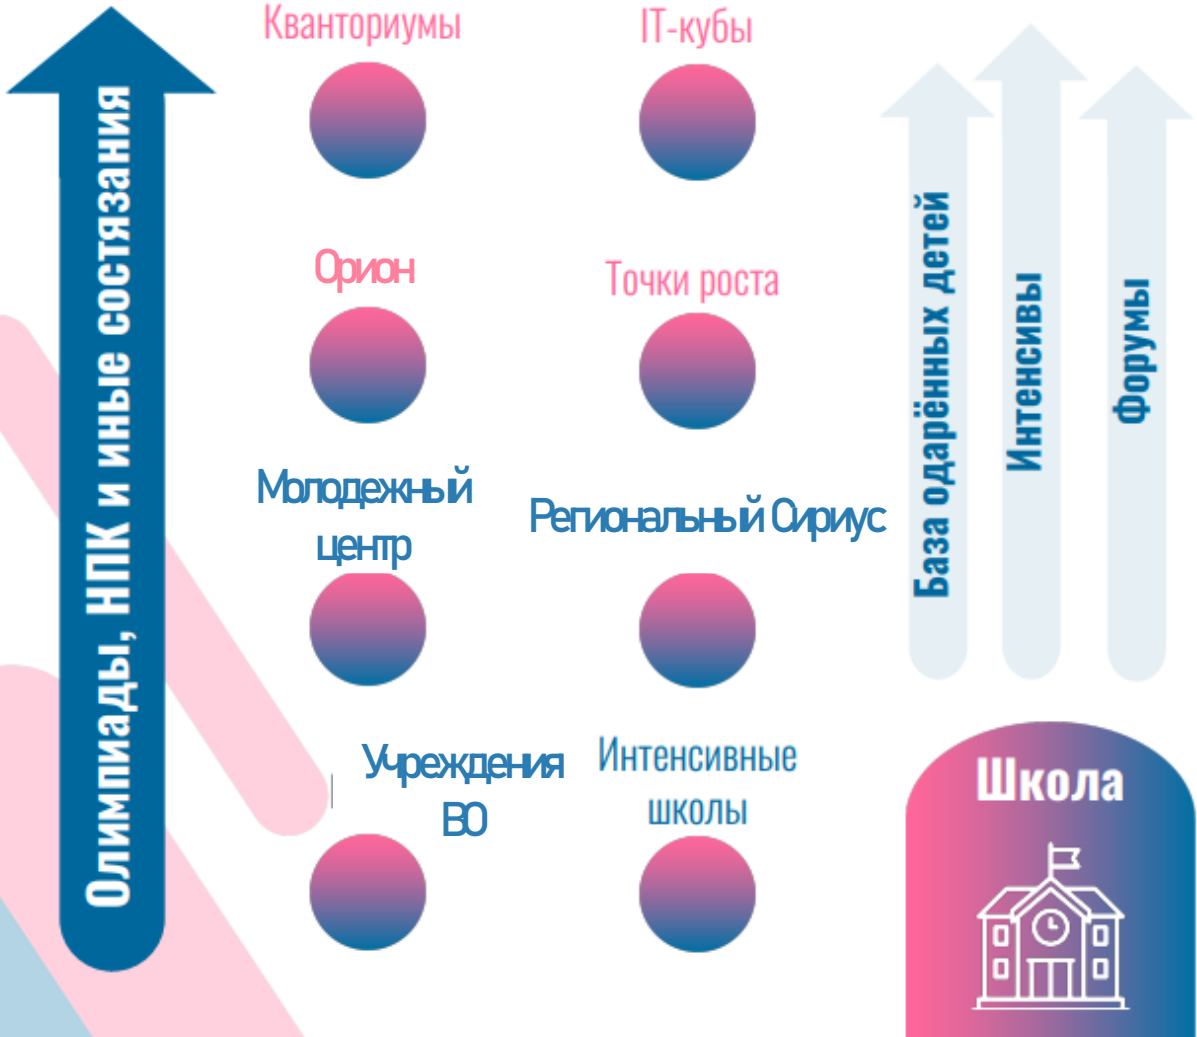 Олимпиады, НПК и иные состязания
Кванториумы
IT-кубы
Орион
Точки роста
Молодежный
центр
Региональный Сириус
Учреждения
ВО
Интенсивные
школы
База одарённых детей
Интенсивы
Форумы
Школа